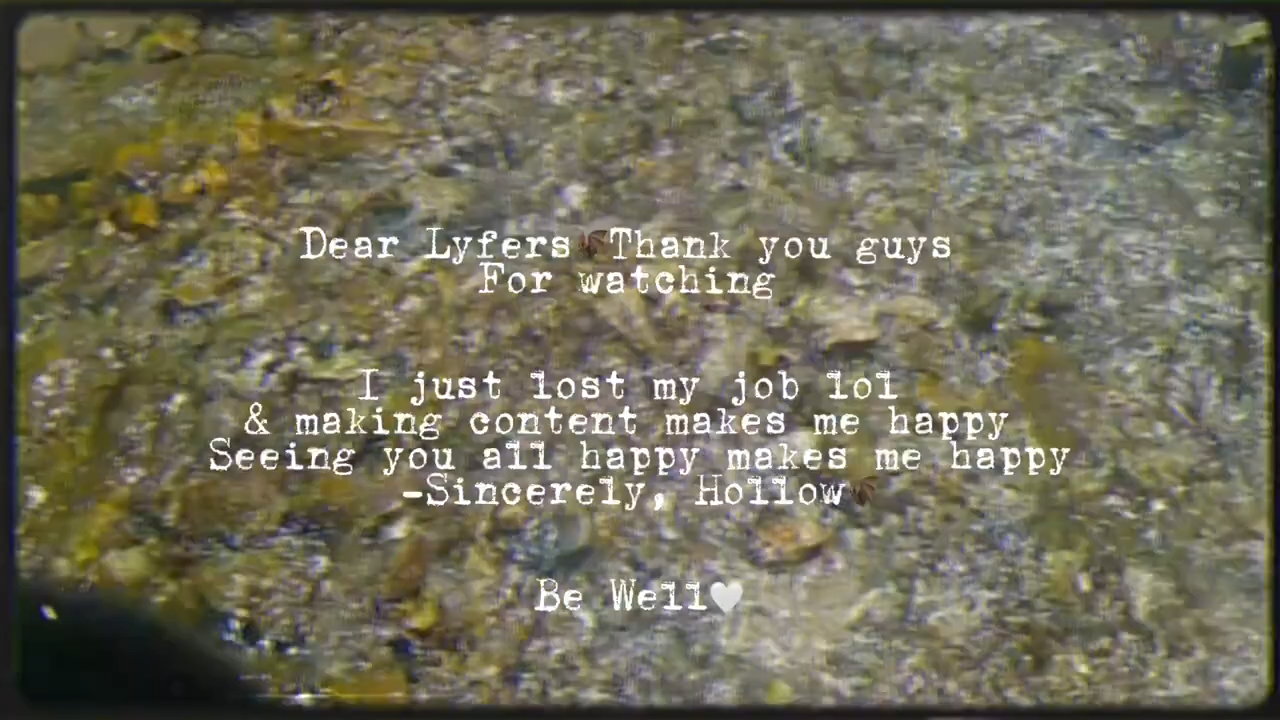 Dear Lyfers🦇Thank you guys
For watching
I just lost my job lol
& making content makes me happy
Seeing you all happy makes me happy
-Sincerely, Hollow🦇
Be Well🤍